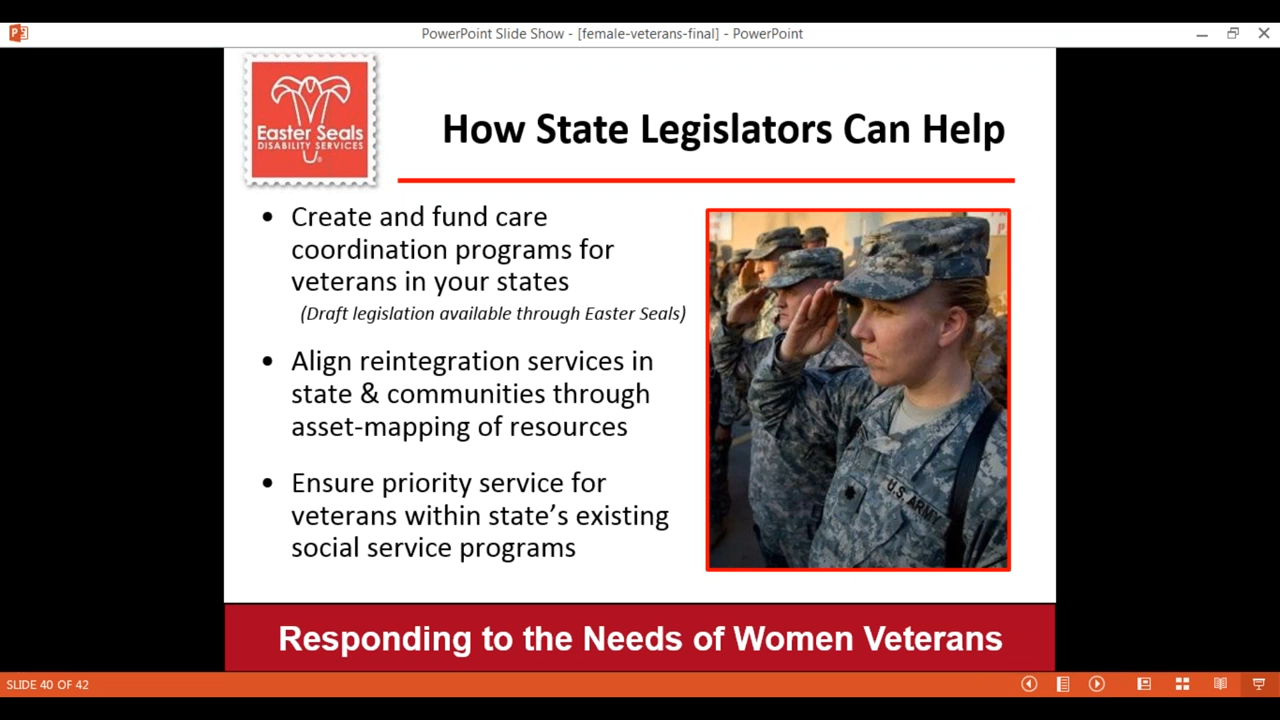 PowerPoint Slide Show - [female-veterans-final] - PowerPoint
Easter Seals
DISABILITY SERVICES
How State Legislators Can Help
• Create and fund care
coordination programs for
veterans in your states
(Draft legislation available through Easter Seals)
• Align reintegration services in
state & communities through
asset-mapping of resources
• Ensure priority service for
veterans within state’s existing
social service programs
U.S. ARMY
Responding to the Needs of Women Veterans
SLIDE 40 OF 42